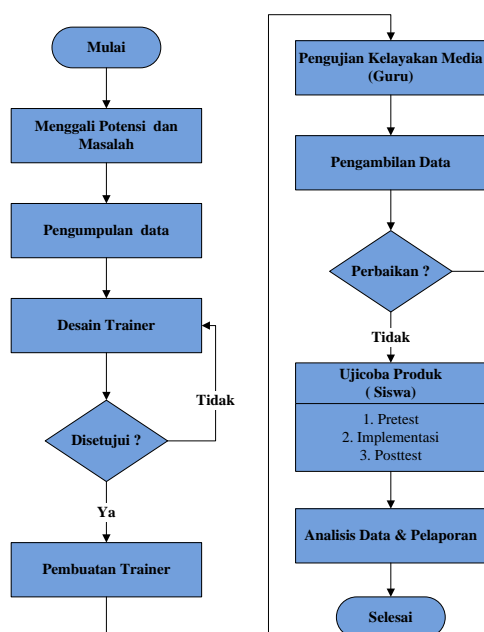 Mulai
Menggali Potensi dan
Masalah
Pengumpulan data
Desain Trainer
Tidak
Disetujui ?
Ya
Pembuatan Trainer
Pengujian Kelayakan Media
(Guru)
Pengambilan Data
Perbaikan ?
Tidak
Ujicoba Produk
( Siswa)
1. Pretest
2. Implementasi
3. Posttest
Analisis Data & Pelaporan
Selesai